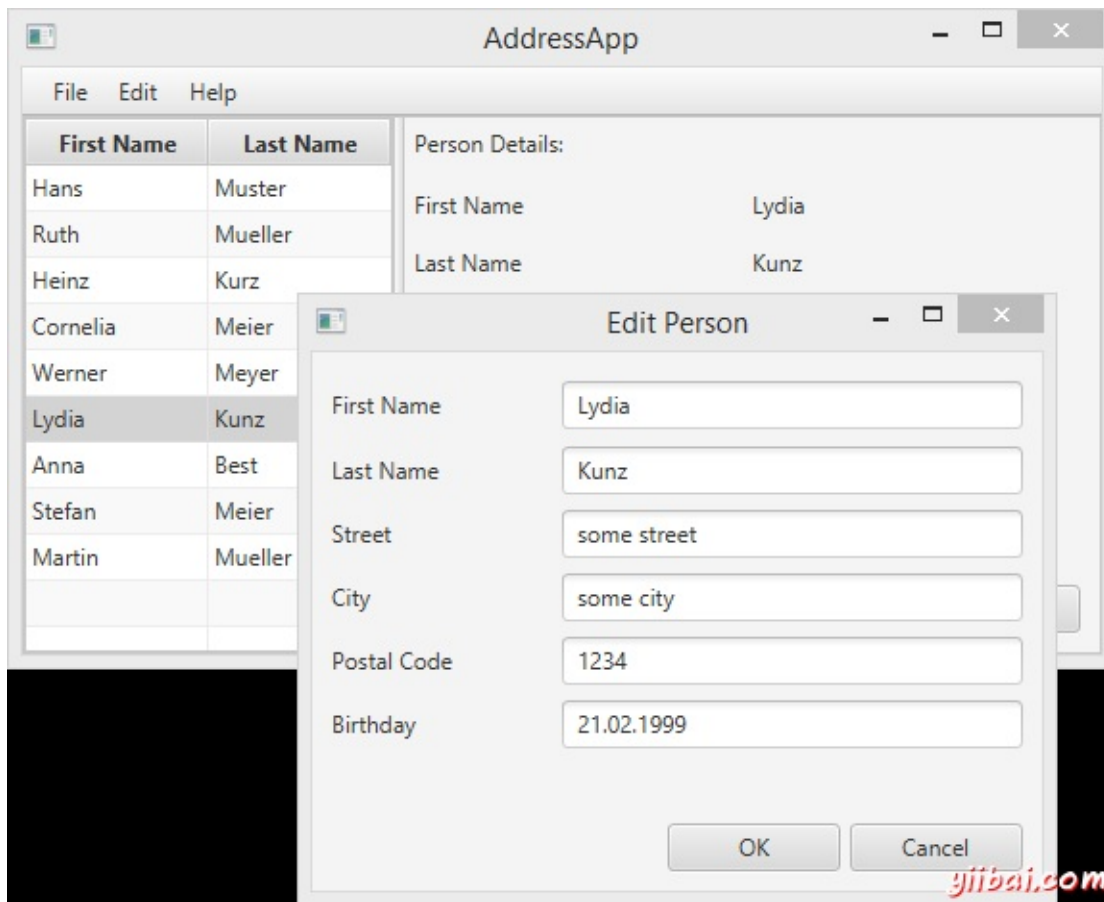 AddressApp
File Edit Help
First Name Last Name
Hans Muster
Ruth Mueller
Heinz Kurz
Cornelia Meier
Werner Meyer
Lydia Kunz
Anna Best
Stefan Meier
Martin Mueller
Person Details:
First Name Lydia
Last Name Kunz
Edit Person
First Name Lydia
Last Name Kunz
Street some street
City some city
Postal Code 1234
Birthday 21.02.1999
OK Cancel
yiibai.com